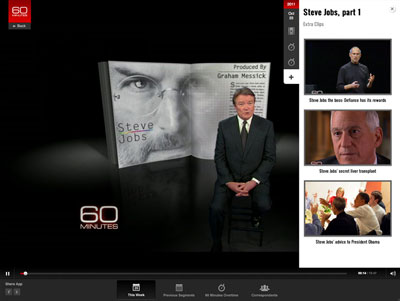 60
MINUTES
Back
2011
Oct
Steve Jobs, part 1
Extra Clips
Produced By
Graham Messick
Steve
Jobs
60
MINUTES
Steve Jobs the boss: Defiance has its rewards
Steve Jobs' secret liver transplant
Steve Jobs' advice to President Obama
Share App
This Week
Previous Segments
60 Minutes Overtime
Correspondents